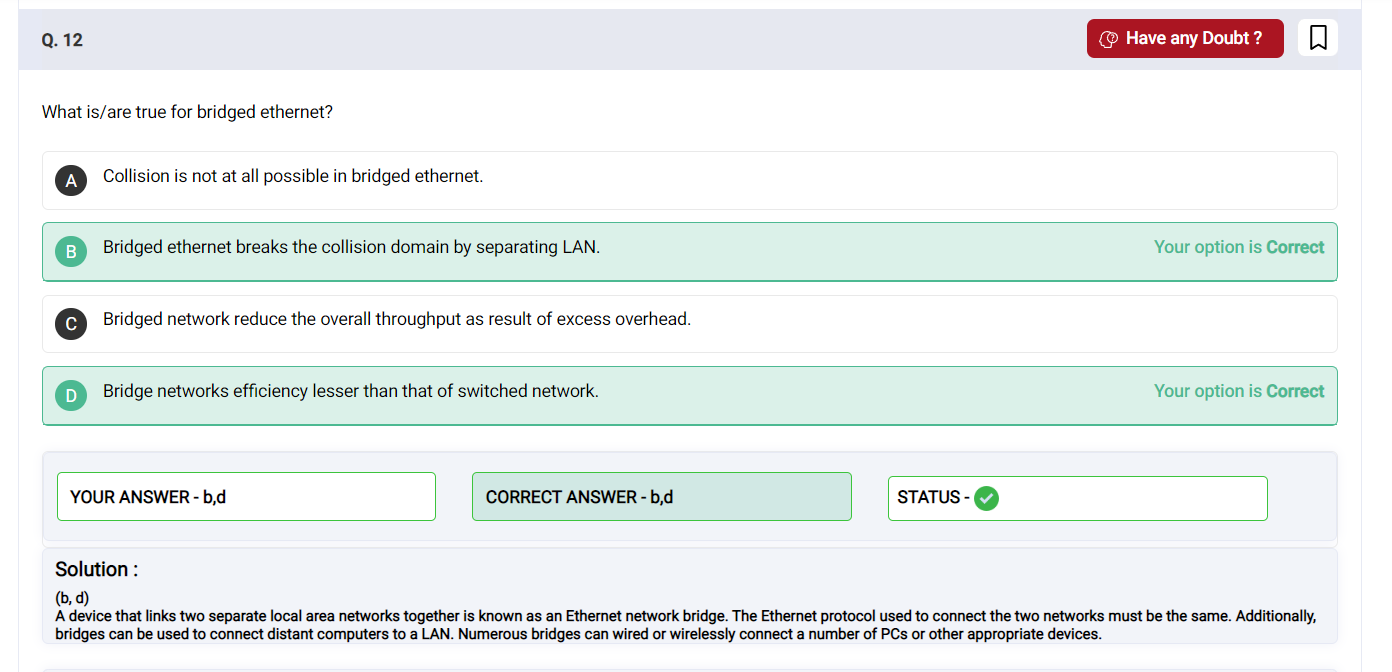 Q. 12
Have any Doubt ?
What is/are true for bridged ethernet?
A
Collision is not at all possible in bridged ethernet.
B
Bridged ethernet breaks the collision domain by separating LAN.
Your option is Correct
C
Bridged network reduce the overall throughput as result of excess overhead.
D
Bridge networks efficiency lesser than that of switched network.
Your option is Correct
YOUR ANSWER - b,d
CORRECT ANSWER - b,d
STATUS -
Solution :
(b, d)
A device that links two separate local area networks together is known as an Ethernet network bridge. The Ethernet protocol used to connect the two networks must be the same. Additionally,
bridges can be used to connect distant computers to a LAN. Numerous bridges can wired or wirelessly connect a number of PCs or other appropriate devices.